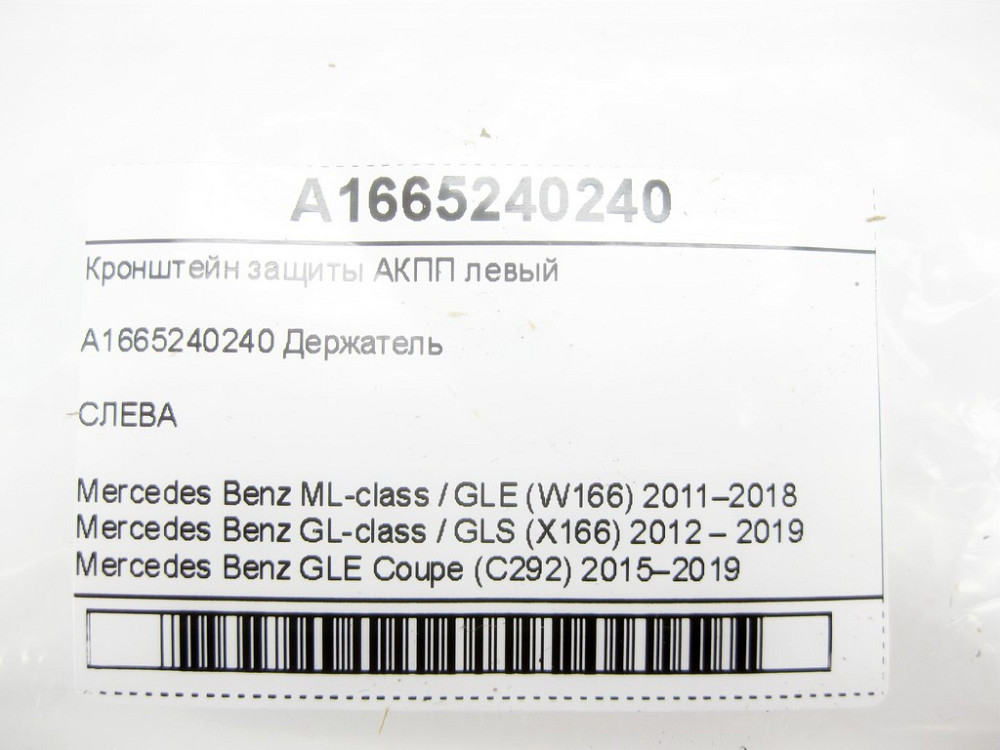 A1665240240
Кронштейн защиты АКПП левый
A1665240240 Держатель
СЛЕВА
Mercedes Benz ML-class / GLE (W166) 2011–2018
Mercedes Benz GL-class / GLS (X166) 2012 – 2019
Mercedes Benz GLE Coupe (C292) 2015–2019